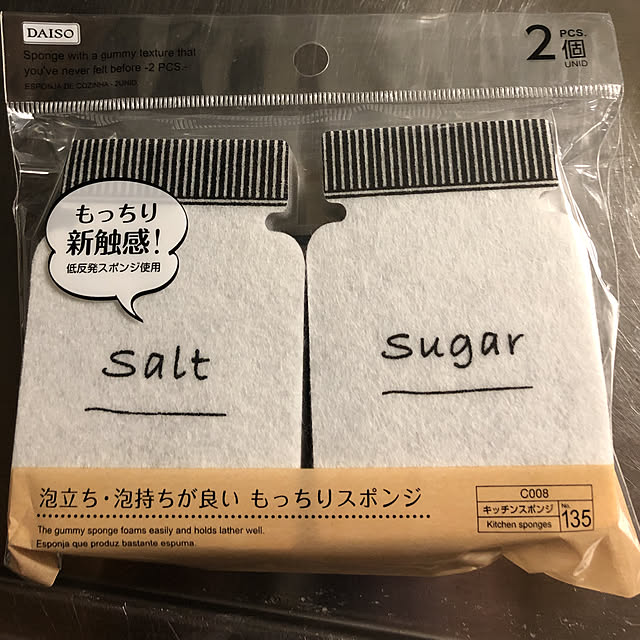 DAISO
Sponge with a gummy texture that
you've never felt before -2 PCS.-
ESPONJA DE COZINHA - 2UNID
2 PCS.
個
UNID
もっちり
新触感!
低反発スポンジ使用
salt
sugar
泡立ち・泡持ちが良い もっちりスポンジ
The gummy sponge foams easily and holds lather well.
Esponja que produz bastante espuma.
C008
キッチンスポンジ
Kitchen sponges
No.
135